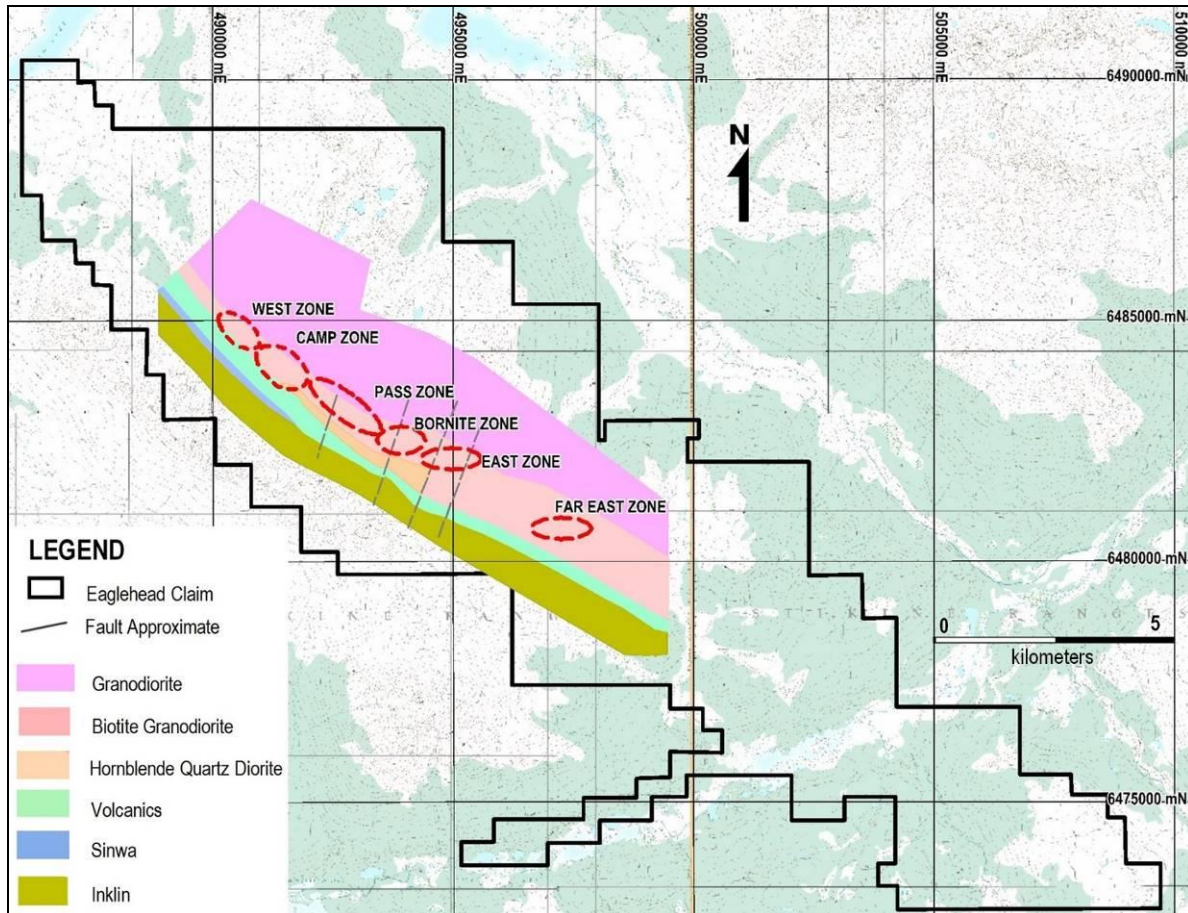 490000 mE
495000 mE
500000 mE
505000 mE
510000 m
6490000 mN
N
6485000 mN
WEST ZONE
CAMP ZONE
PASS ZONE
BORNITE ZONE
EAST ZONE
FAR EAST ZONE
6480000 mN
STIKINE RANGES
0 5
kilometers
6475000 mN
LEGEND
Eaglehead Claim
Fault Approximate
Granodiorite
Biotite Granodiorite
Hornblende Quartz Diorite
Volcanics
Sinwa
Inklin